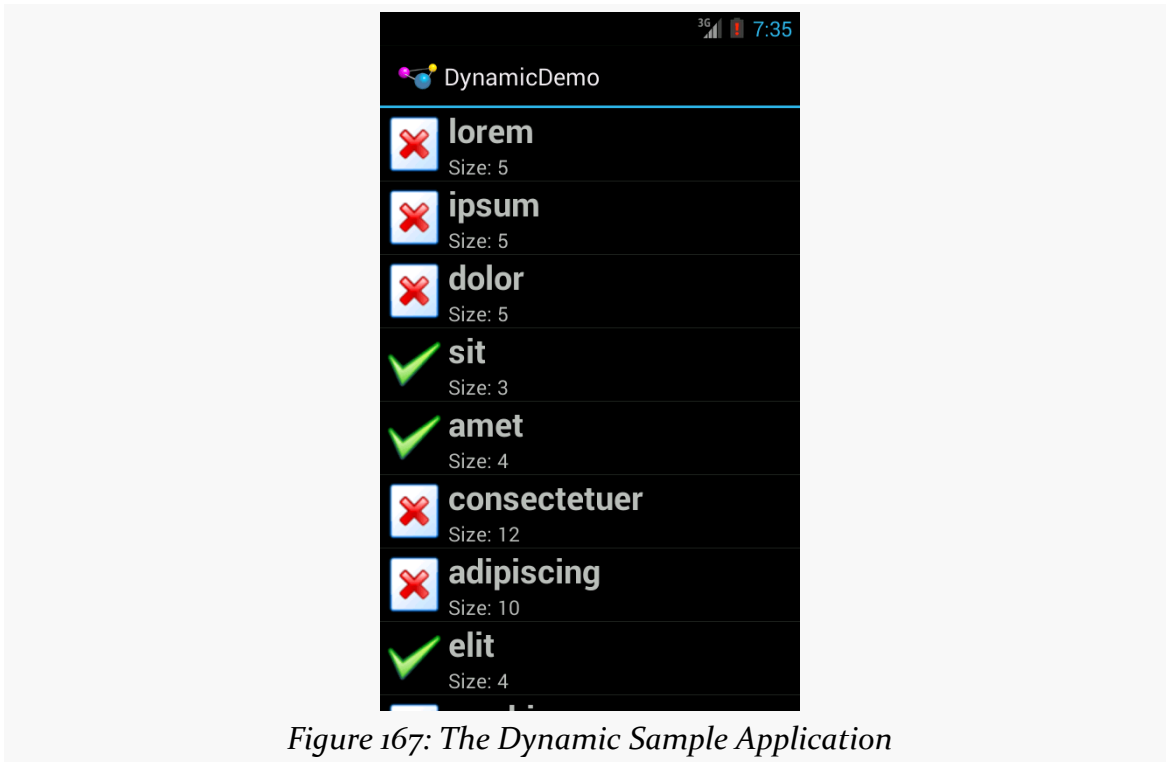 3G 7:35
DynamicDemo
lorem
Size: 5
ipsum
Size: 5
dolor
Size: 5
sit
Size: 3
amet
Size: 4
consectetuer
Size: 12
adipiscing
Size: 10
elit
Size: 4
Figure 167: The Dynamic Sample Application